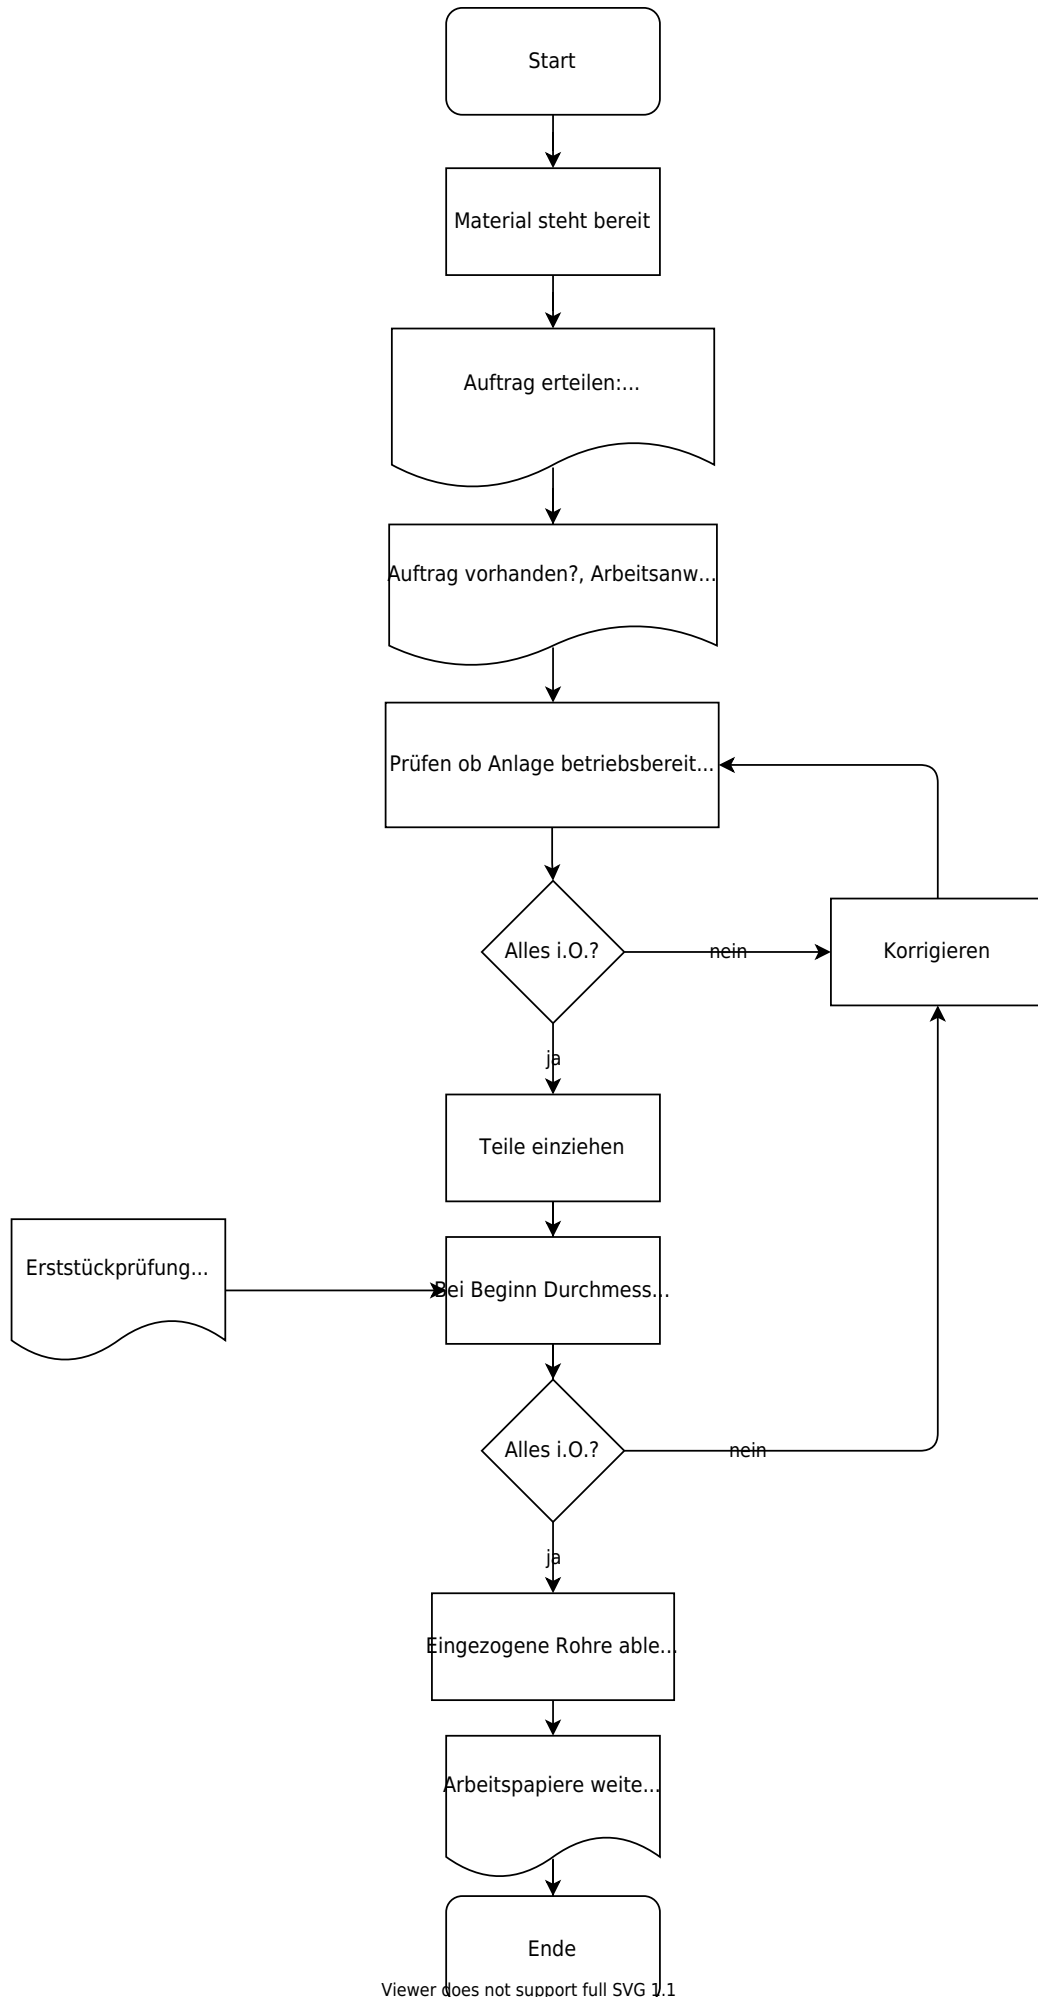 Start
Material steht bereit
Auftrag erteilen:...
Auftrag vorhanden?, Arbeitsanw...
Prüfen ob Anlage betriebsbereit...
Alles i.O.?
nein
Korrigieren
ja
Teile einziehen
Erststückprüfung...
Bei Beginn Durchmess...
Alles i.O.?
nein
ja
Eingezogene Rohre able...
Arbeitspapiere weite...
Ende
Viewer does not support full SVG 1.1